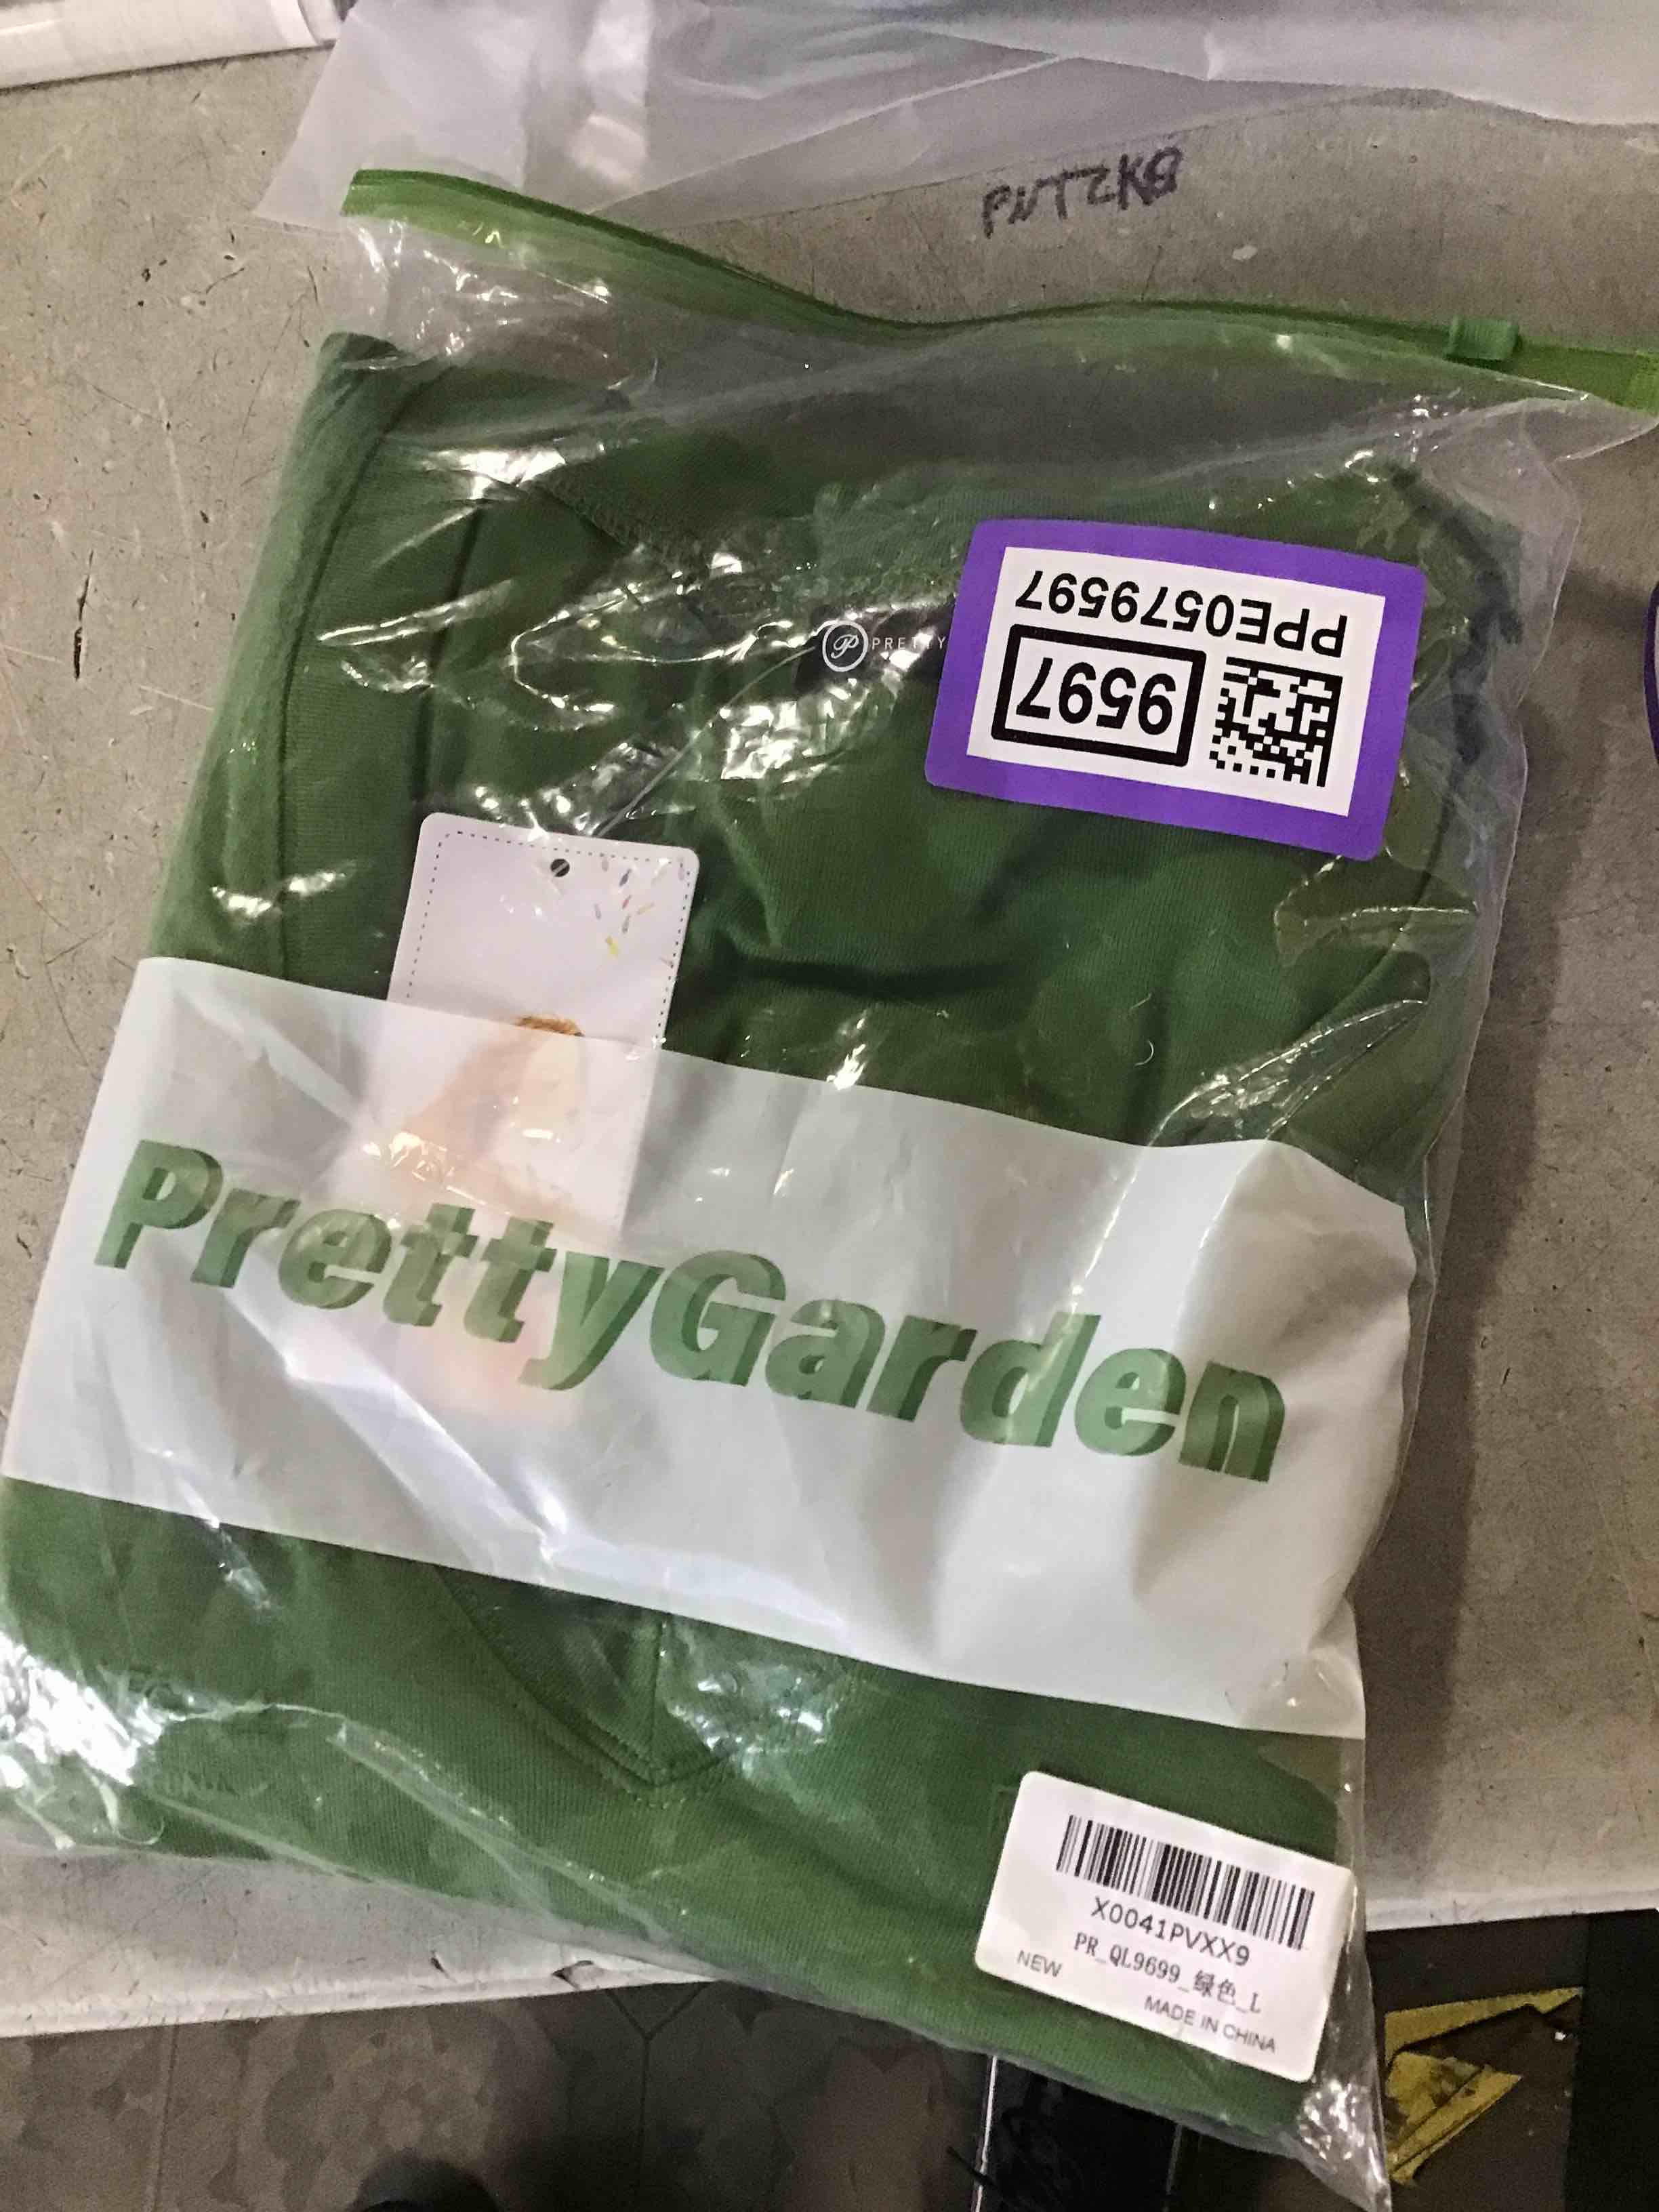 PNTZKB
PPE0579597
9597
PRETTY
PrettyGarden
X0041PVXX9
PR_QL9699_绿色_L
NEW
MADE IN CHINA